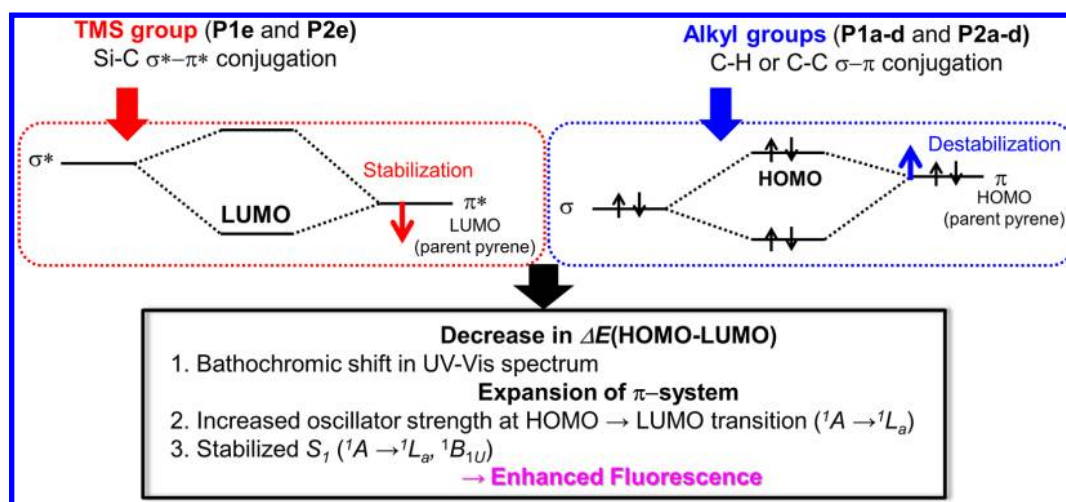 TMS group (P1e and P2e)
Si-C σ*−π* conjugation
Alkyl groups (P1a-d and P2a-d)
C-H or C-C σ−π conjugation
σ*
LUMO
Stabilization
π*
LUMO
(parent pyrene)
σ
HOMO
Destabilization
π
HOMO
(parent pyrene)
Decrease in ΔE(HOMO-LUMO)
1. Bathochromic shift in UV-Vis spectrum
Expansion of π−system
2. Increased oscillator strength at HOMO → LUMO transition (¹A →¹Lₐ)
3. Stabilized S₁ (¹A →¹Lₐ, ¹B₁U)
→ Enhanced Fluorescence